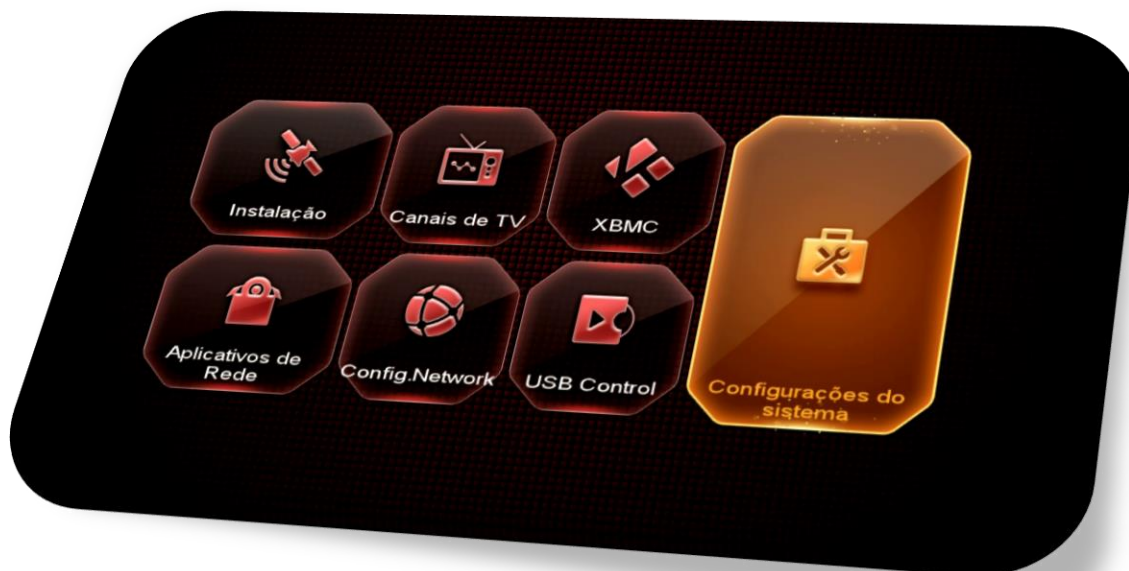 Instalação
Canais de TV
XBMC
Aplicativos de
Rede
Config.Network
USB Control
Configurações do
sistema